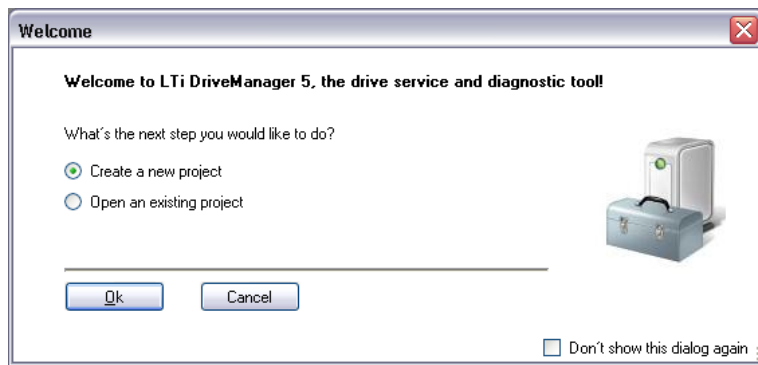 Welcome
Welcome to LTi DriveManager 5, the drive service and diagnostic tool!
What´s the next step you would like to do?
Create a new project
Open an existing project
Ok
Cancel
Don´t show this dialog again